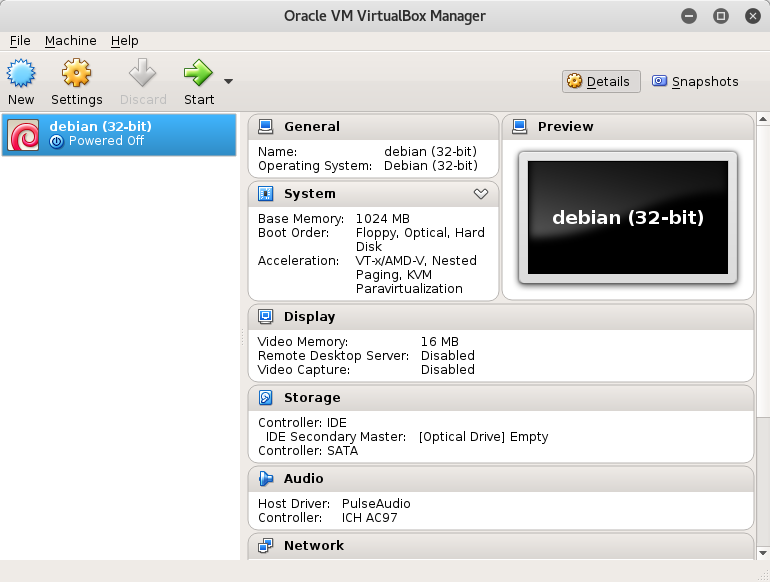 Oracle VM VirtualBox Manager
File Machine Help
New Settings Discard Start
Details Snapshots
debian (32-bit)
Powered Off
General
Name: debian (32-bit)
Operating System: Debian (32-bit)
Preview
debian (32-bit)
System
Base Memory: 1024 MB
Boot Order: Floppy, Optical, Hard
Disk
Acceleration: VT-x/AMD-V, Nested
Paging, KVM
Paravirtualization
Display
Video Memory: 16 MB
Remote Desktop Server: Disabled
Video Capture: Disabled
Storage
Controller: IDE
IDE Secondary Master: [Optical Drive] Empty
Controller: SATA
Audio
Host Driver: PulseAudio
Controller: ICH AC97
Network